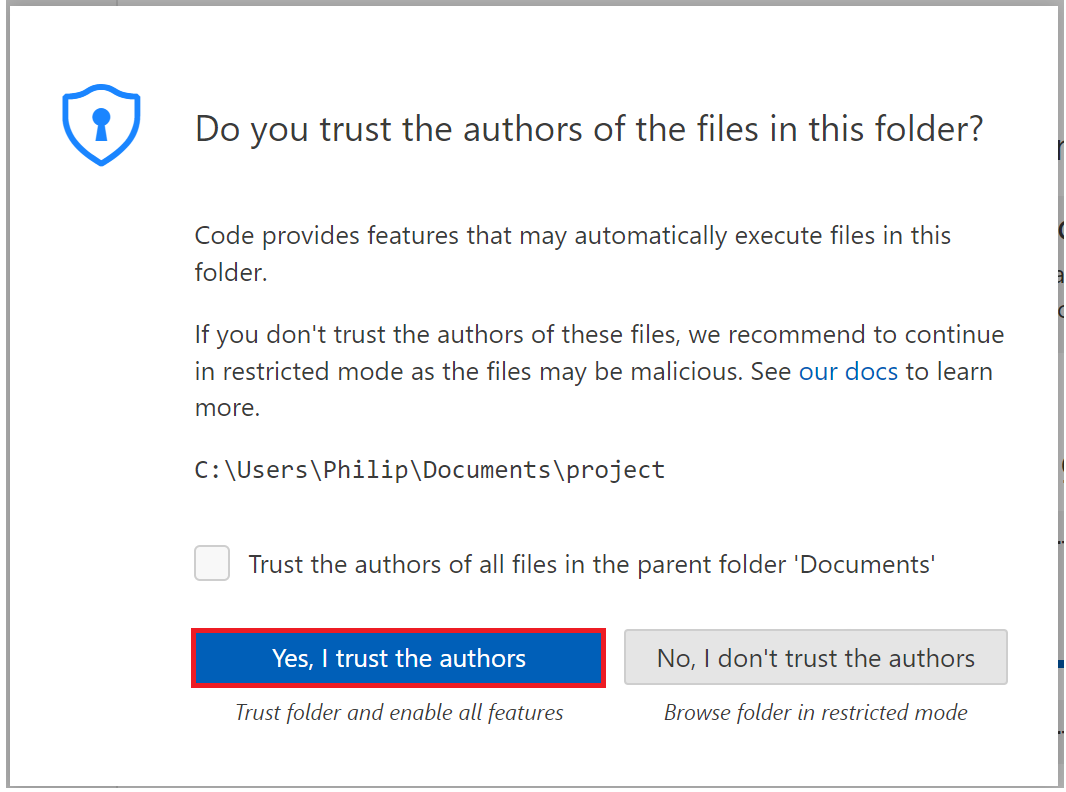 Do you trust the authors of the files in this folder?
Code provides features that may automatically execute files in this
folder.
If you don't trust the authors of these files, we recommend to continue
in restricted mode as the files may be malicious. See our docs to learn
more.
C:\Users\Philip\Documents\project
Trust the authors of all files in the parent folder 'Documents'
Yes, I trust the authors
No, I don't trust the authors
Trust folder and enable all features
Browse folder in restricted mode